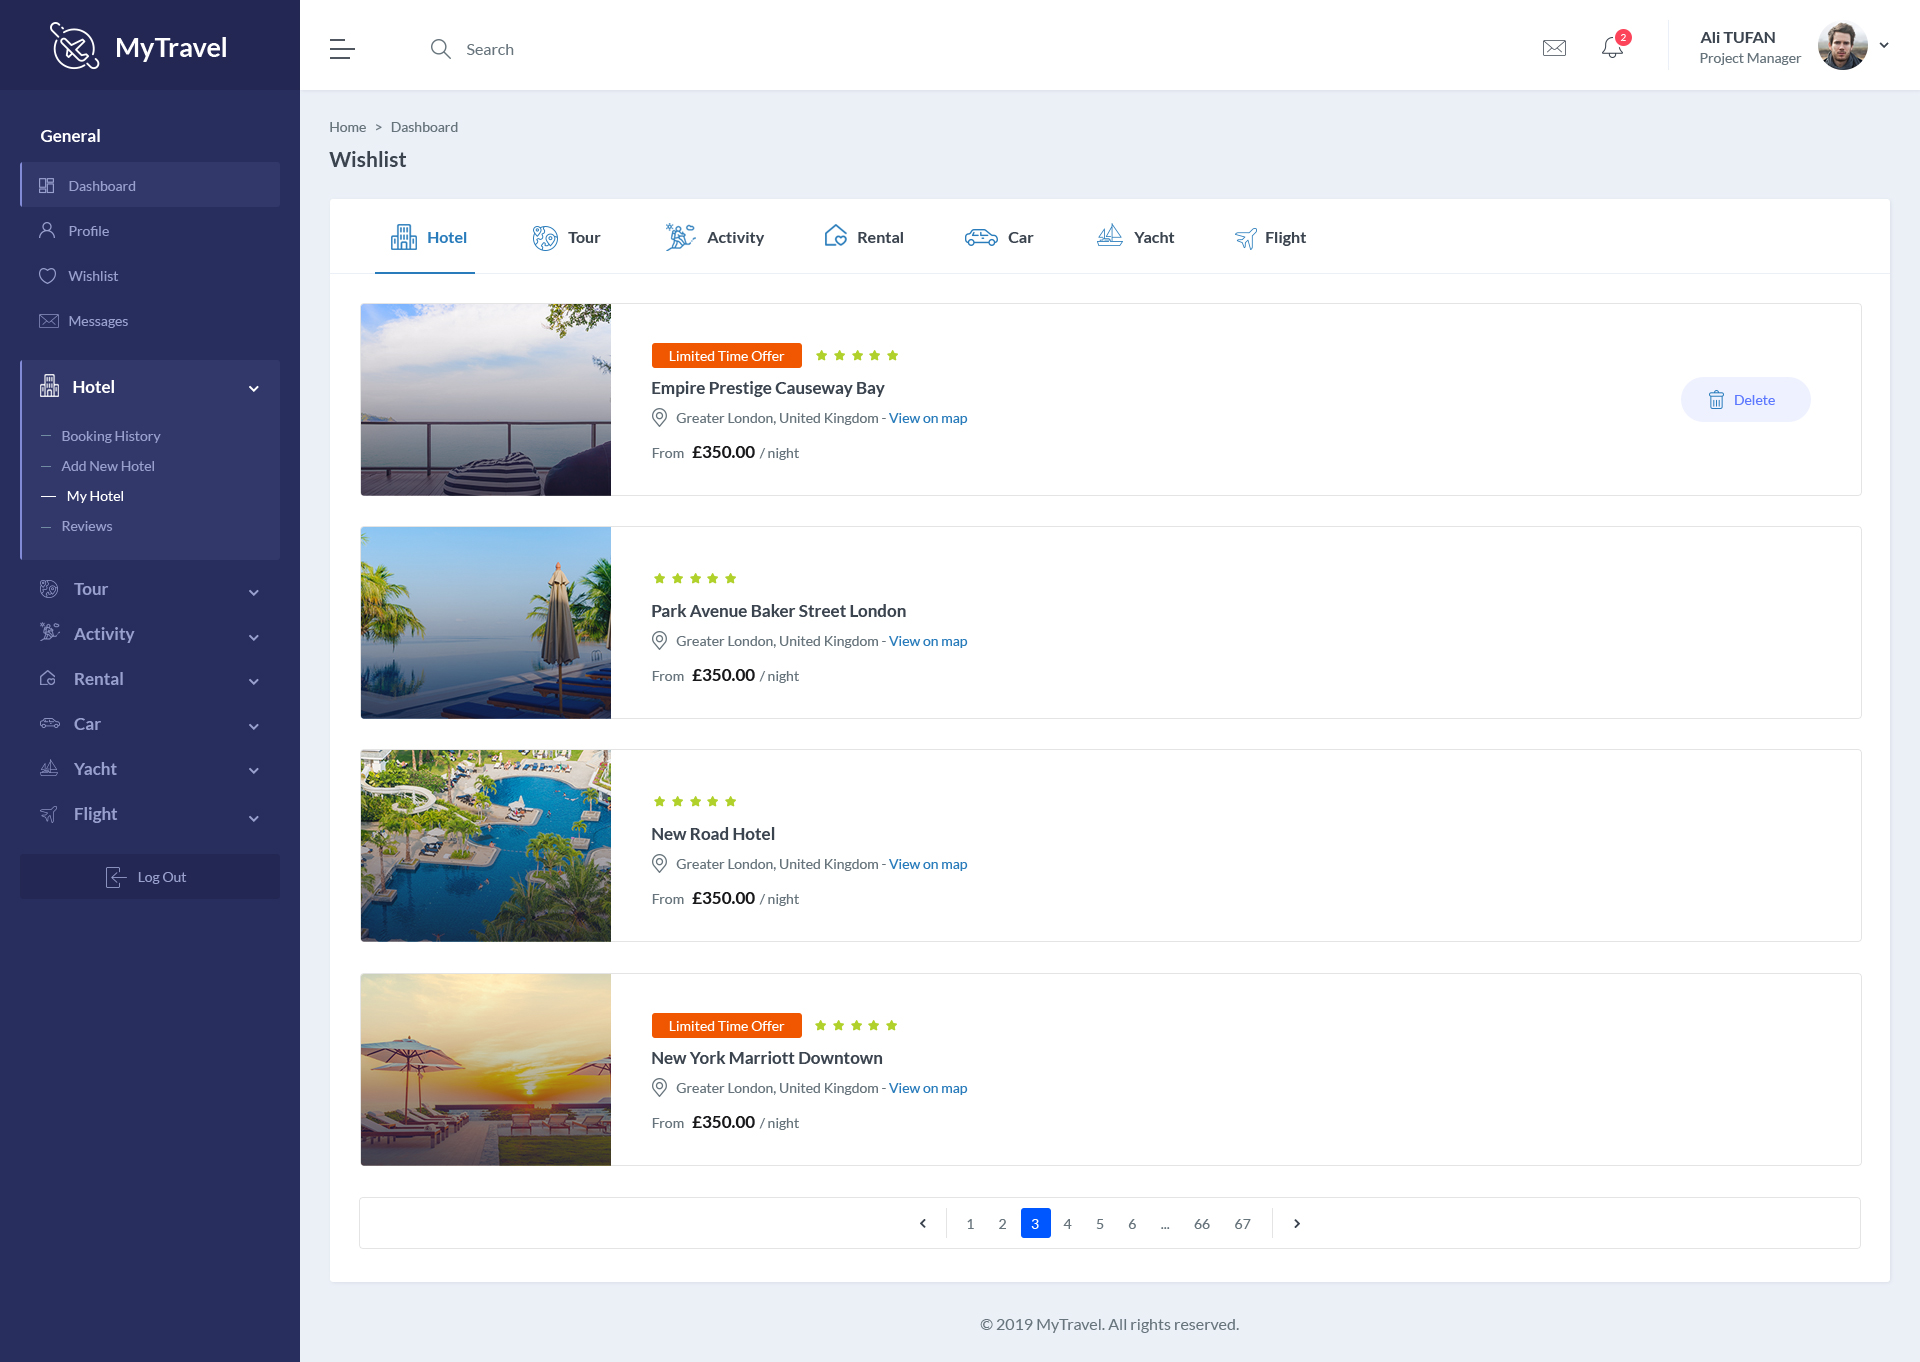 MyTravel
Search
2
Ali TUFAN
Project Manager
General
Dashboard
Profile
Wishlist
Messages
Hotel
Booking History
Add New Hotel
My Hotel
Reviews
Tour
Activity
Rental
Car
Yacht
Flight
Log Out
Home > Dashboard
Wishlist
Hotel Tour Activity Rental Car Yacht Flight
Limited Time Offer
Empire Prestige Causeway Bay
Greater London, United Kingdom - View on map
From £350.00 / night
Delete
Park Avenue Baker Street London
Greater London, United Kingdom - View on map
From £350.00 / night
New Road Hotel
Greater London, United Kingdom - View on map
From £350.00 / night
Limited Time Offer
New York Marriott Downtown
Greater London, United Kingdom - View on map
From £350.00 / night
1 2 3 4 5 6 ... 66 67
© 2019 MyTravel. All rights reserved.